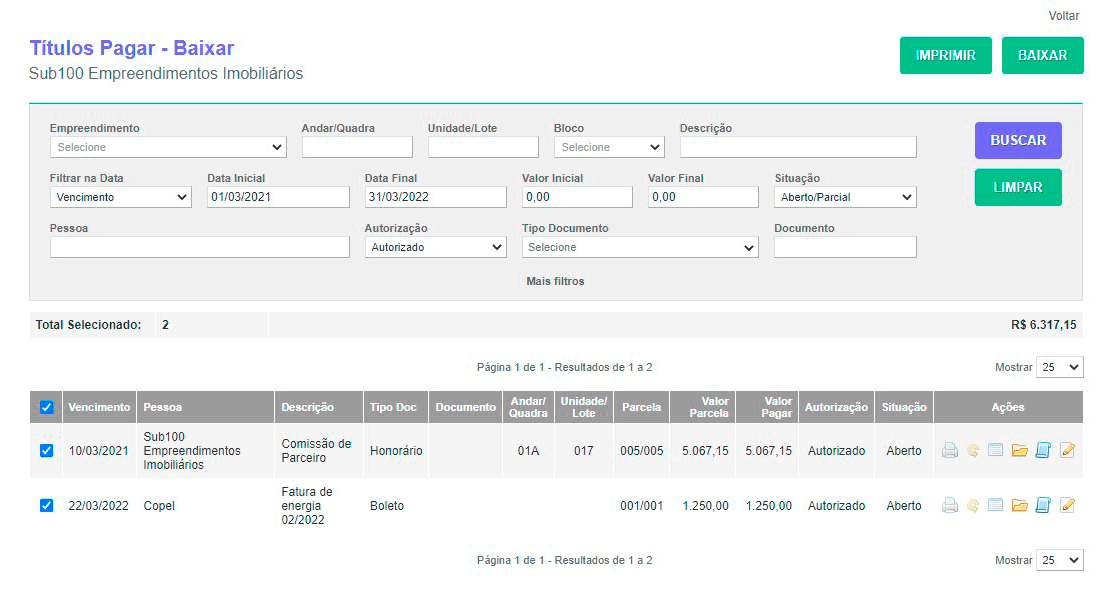 Voltar
Títulos Pagar - Baixar
IMPRIMIR BAIXAR
Sub100 Empreendimentos Imobiliários
Empreendimento Andar/Quadra Unidade/Lote Bloco Descrição
Selecione Selecione
BUSCAR
Filtrar na Data Data Inicial Data Final Valor Inicial Valor Final Situação
Vencimento 01/03/2021 31/03/2022 0,00 0,00 Aberto/Parcial
LIMPAR
Pessoa Autorização Tipo Documento Documento
Autorizado Selecione
Mais filtros
Total Selecionado: 2 R$ 6.317,15
Página 1 de 1 - Resultados de 1 a 2 Mostrar 25
Vencimento Pessoa Descrição Tipo Doc Documento Andar/ Quadra Unidade/ Lote Parcela Valor Parcela Valor Pagar Autorização Situação Ações
10/03/2021 Sub100 Empreendimentos Imobiliários Comissão de Parceiro Honorário 01A 017 005/005 5.067,15 5.067,15 Autorizado Aberto
22/03/2022 Copel Fatura de energia 02/2022 Boleto 001/001 1.250,00 1.250,00 Autorizado Aberto
Página 1 de 1 - Resultados de 1 a 2 Mostrar 25